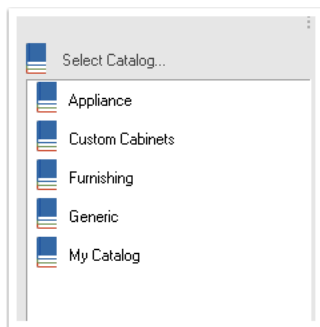 Select Catalog...
Appliance
Custom Cabinets
Furnishing
Generic
My Catalog